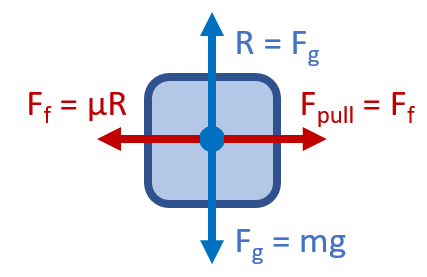 R = Fg
Ff = μR
Fpull = Ff
Fg = mg